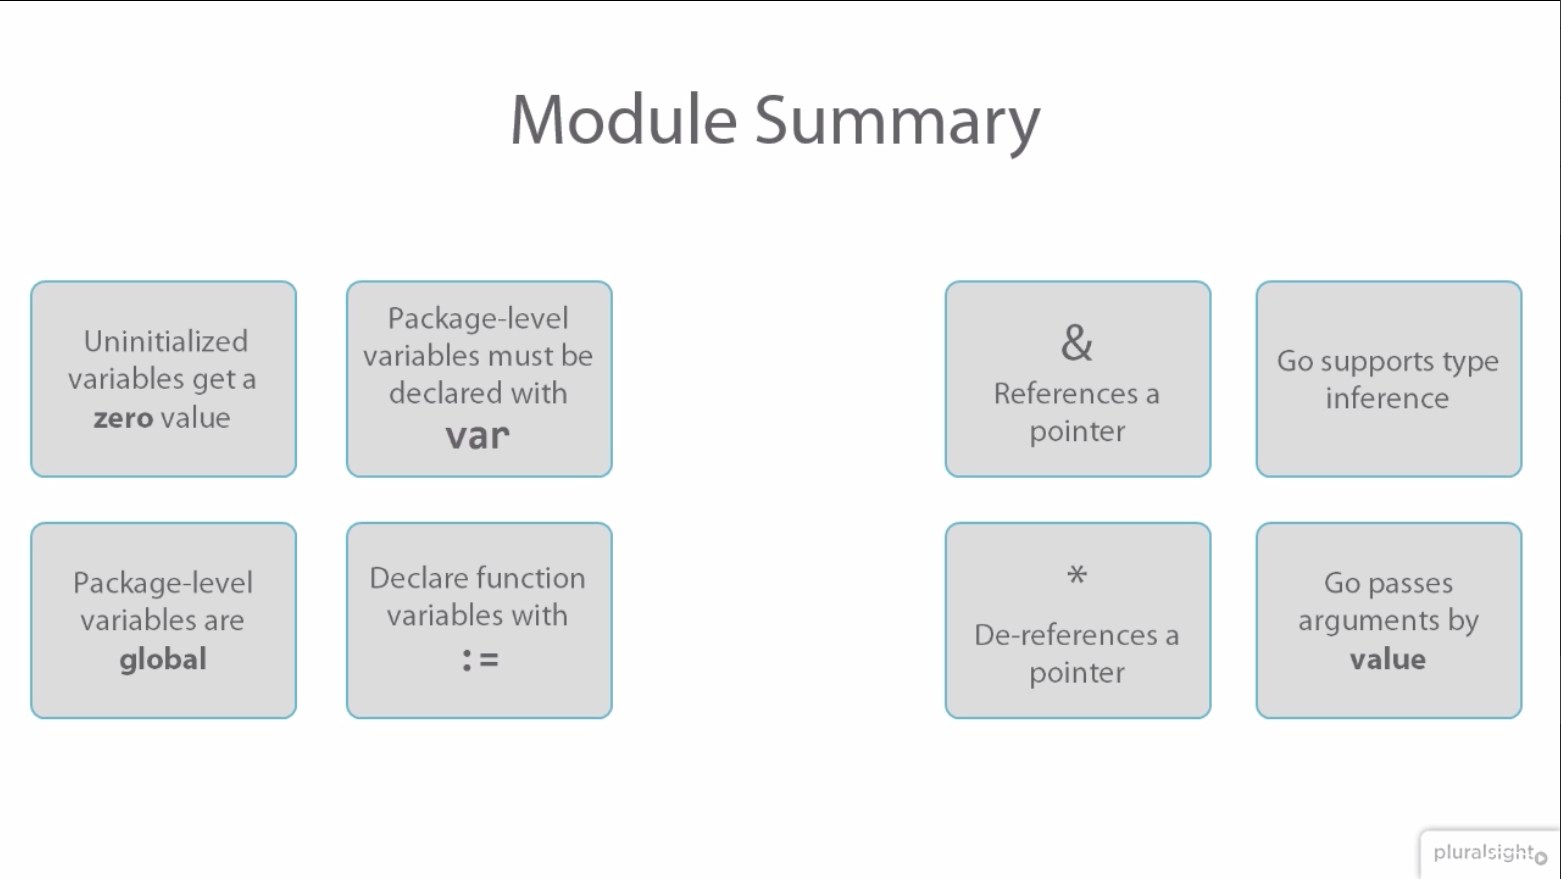 Module Summary
Uninitialized
variables get a
zero value
Package-level
variables must be
declared with
var
&
References a
pointer
Go supports type
inference
Package-level
variables are
global
Declare function
variables with
:=
*
De-references a
pointer
Go passes
arguments by
value
pluralsight